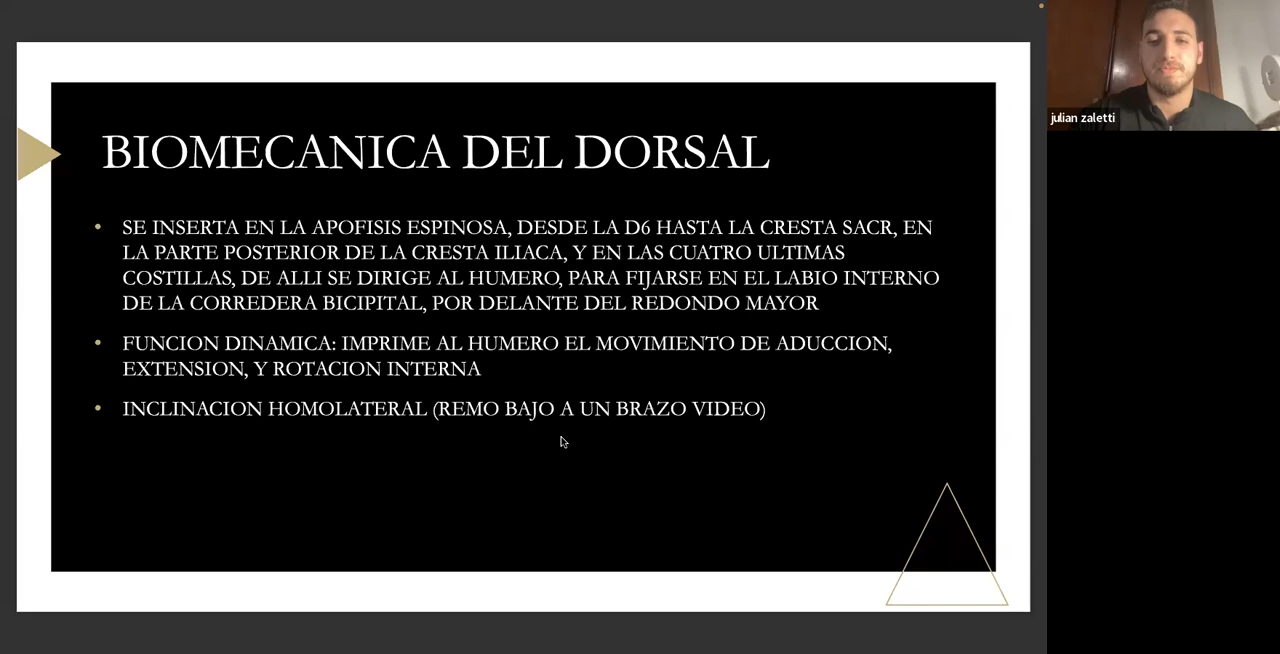 BIOMECANICA DEL DORSAL
• SE INSERTA EN LA APOFISIS ESPINOSA, DESDE LA D6 HASTA LA CRESTA SACR, EN
LA PARTE POSTERIOR DE LA CRESTA ILIACA, Y EN LAS CUATRO ULTIMAS
COSTILLAS, DE ALLI SE DIRIGE AL HUMERO, PARA FIJARSE EN EL LABIO INTERNO
DE LA CORREDERA BICIPITAL, POR DELANTE DEL REDONDO MAYOR
• FUNCION DINAMICA: IMPRIME AL HUMERO EL MOVIMIENTO DE ADUCCION,
EXTENSION, Y ROTACION INTERNA
• INCLINACION HOMOLATERAL (REMO BAJO A UN BRAZO VIDEO)
julian zaletti